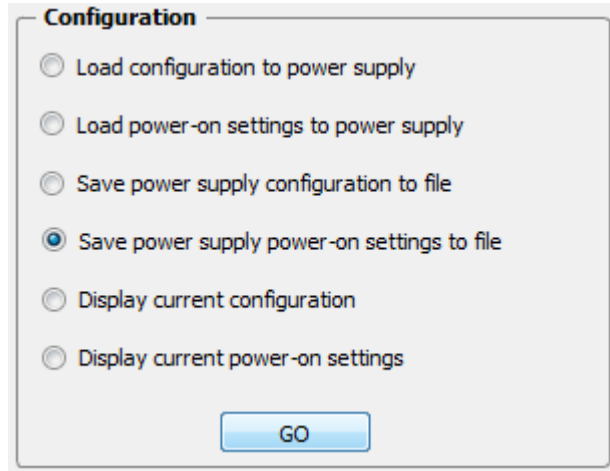 Configuration
Load configuration to power supply
Load power-on settings to power supply
Save power supply configuration to file
Save power supply power-on settings to file
Display current configuration
Display current power-on settings
GO